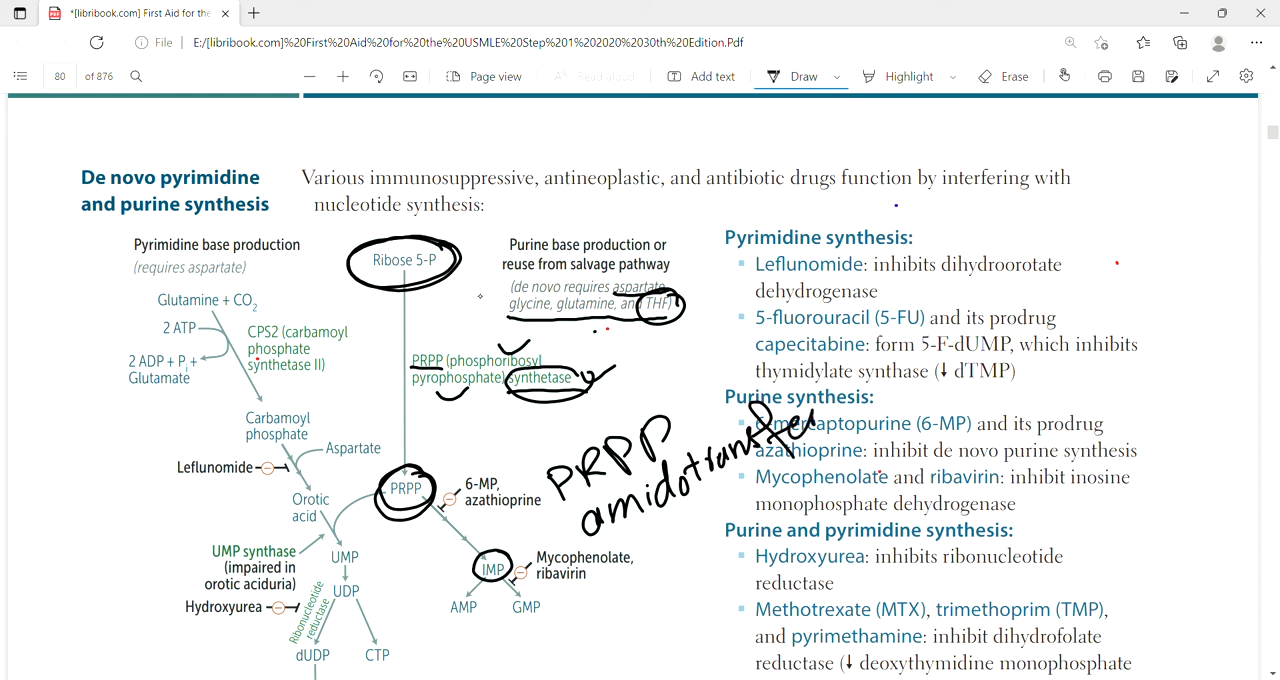 *[libribook.com] First Aid for the
File
E:/[libribook.com]%20First%20Aid%20for%20the%20USMLE%20Step%201%202020%2030th%20Edition.Pdf
80 of 876
Page view
Read aloud
Add text
Draw
Highlight
Erase
De novo pyrimidine
and purine synthesis
Various immunosuppressive, antineoplastic, and antibiotic drugs function by interfering with
nucleotide synthesis:
Pyrimidine base production
(requires aspartate)
Glutamine + CO2
2 ATP
CPS2 (carbamoyl
phosphate
synthetase II)
2 ADP + Pi +
Glutamate
Carbamoyl
phosphate
Aspartate
Leflunomide
Orotic
acid
UMP synthase
(impaired in
orotic aciduria)
UMP
UDP
Hydroxyurea
Ribonucleotide
reductase
dUDP
CTP
Ribose 5-P
PRPP (phosphoribosyl
pyrophosphate) synthetase
PRPP
6-MP,
azathioprine
IMP
Mycophenolate,
ribavirin
AMP
GMP
Purine base production or
reuse from salvage pathway
(de novo requires aspartate,
glycine, glutamine, and THF)
PRPP
amidotransfer
Pyrimidine synthesis:
Leflunomide: inhibits dihydroorotate
dehydrogenase
5-fluorouracil (5-FU) and its prodrug
capecitabine: form 5-F-dUMP, which inhibits
thymidylate synthase (↓ dTMP)
Purine synthesis:
6-mercaptopurine (6-MP) and its prodrug
azathioprine: inhibit de novo purine synthesis
Mycophenolate and ribavirin: inhibit inosine
monophosphate dehydrogenase
Purine and pyrimidine synthesis:
Hydroxyurea: inhibits ribonucleotide
reductase
Methotrexate (MTX), trimethoprim (TMP),
and pyrimethamine: inhibit dihydrofolate
reductase (↓ deoxythymidine monophosphate